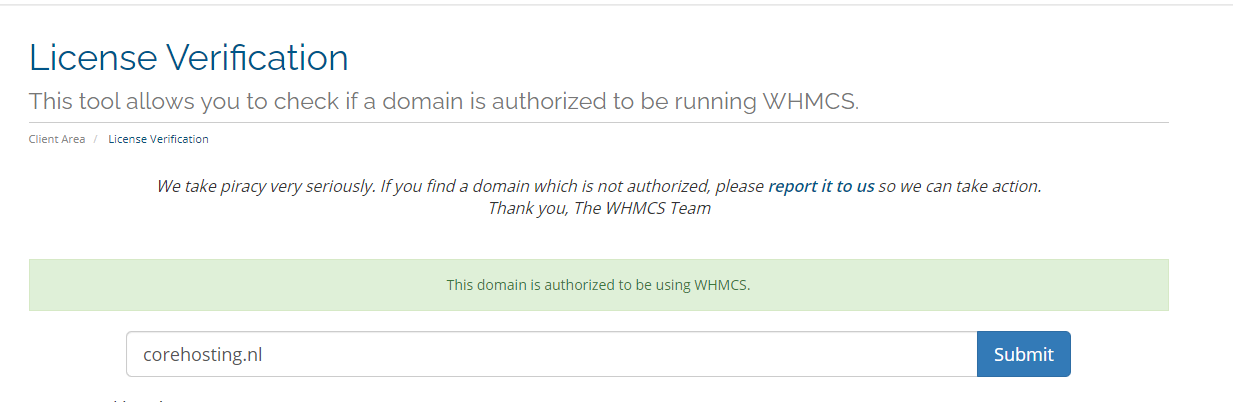 License Verification
This tool allows you to check if a domain is authorized to be running WHMCS.
Client Area / License Verification
We take piracy very seriously. If you find a domain which is not authorized, please report it to us so we can take action.
Thank you, The WHMCS Team
This domain is authorized to be using WHMCS.
corehosting.nl
Submit